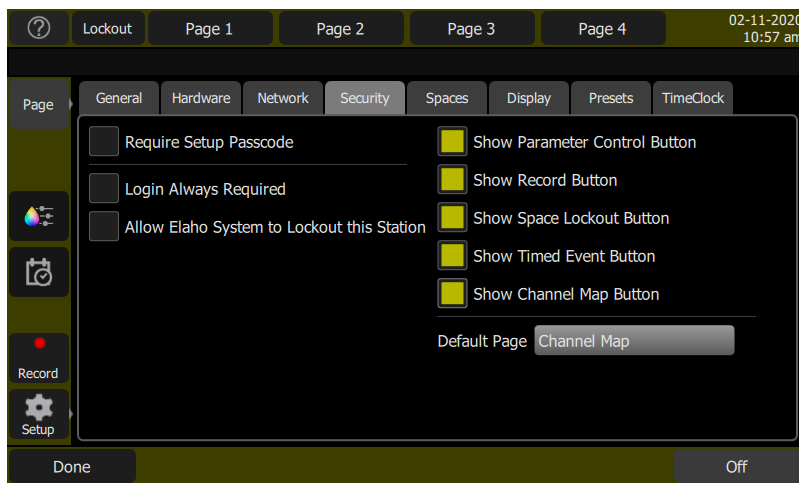 ?
Lockout
Page 1
Page 2
Page 3
Page 4
02-11-2020
10:57 am
Page
General
Hardware
Network
Security
Spaces
Display
Presets
TimeClock
Require Setup Passcode
Login Always Required
Allow Elaho System to Lockout this Station
Show Parameter Control Button
Show Record Button
Show Space Lockout Button
Show Timed Event Button
Show Channel Map Button
Default Page Channel Map
Record
Setup
Done
Off